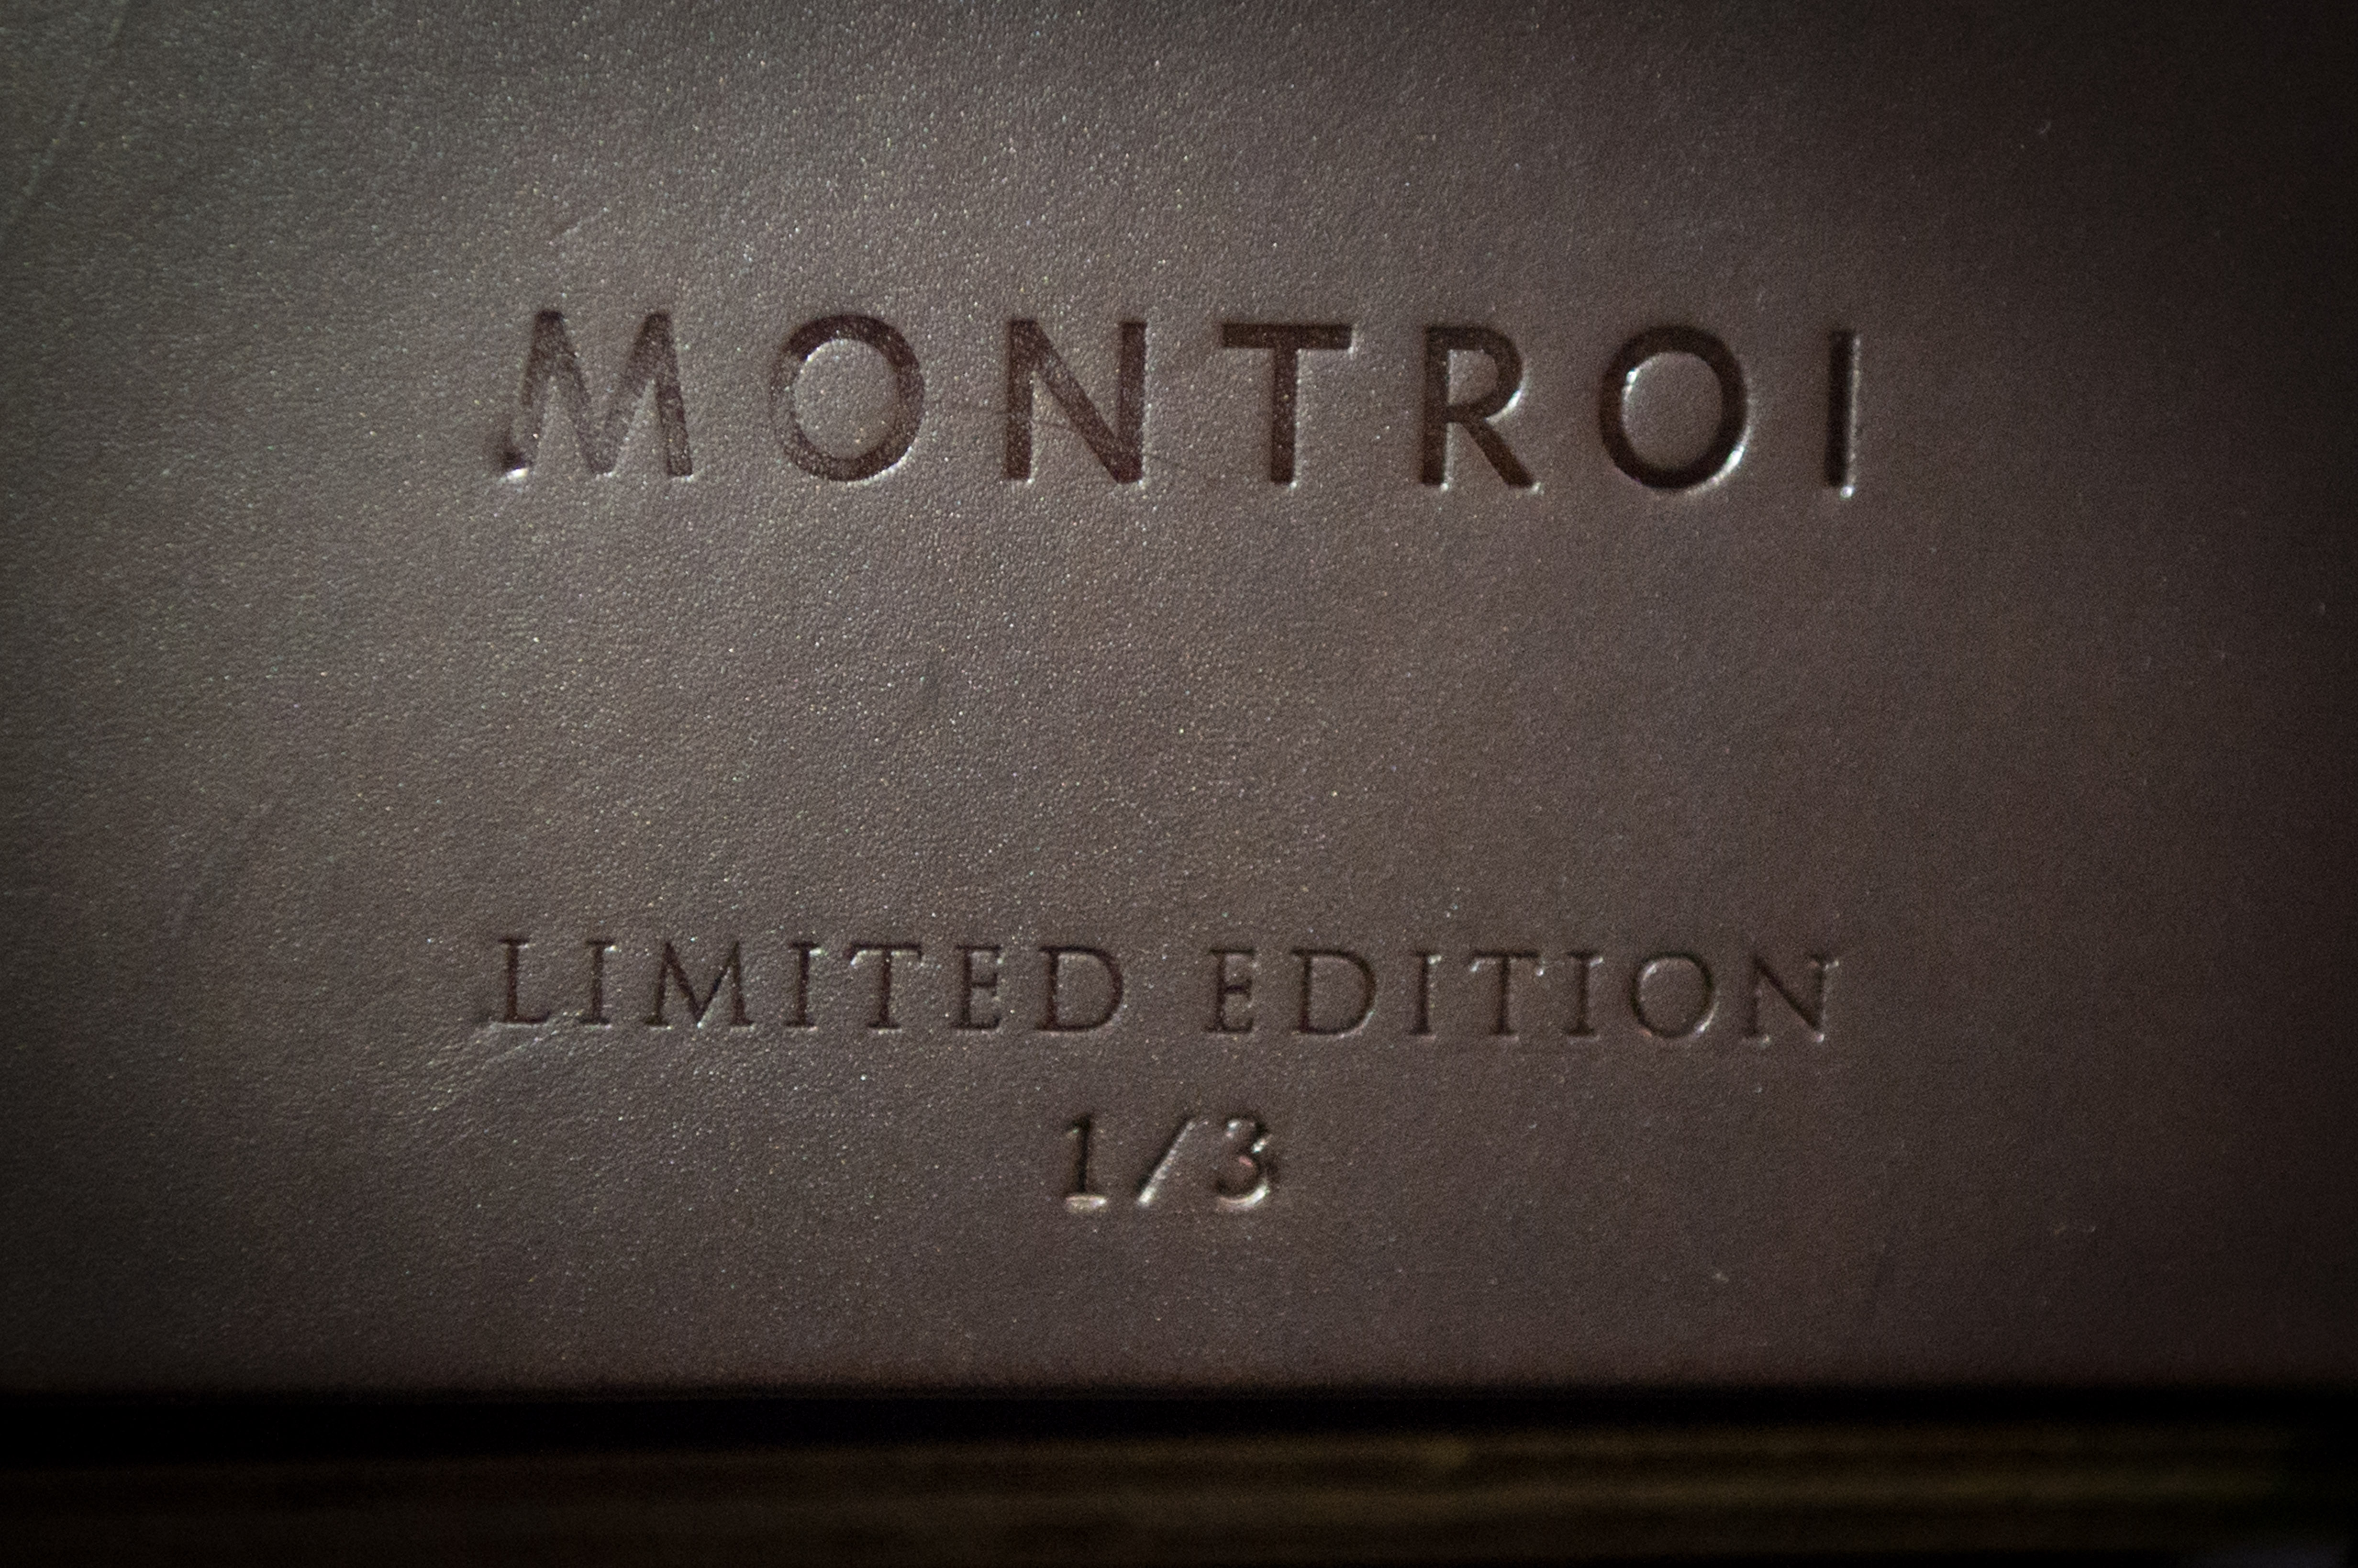 MONTROI
LIMITED EDITION
1/3